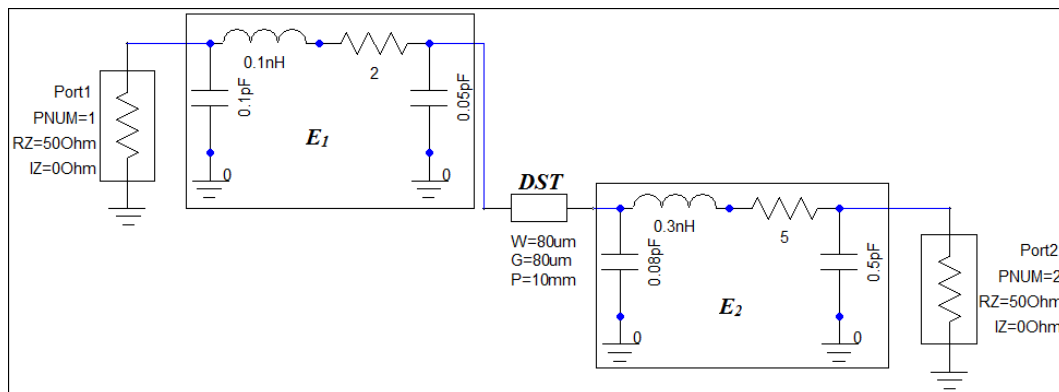 Port1
PNUM=1
RZ=50Ohm
IZ=0Ohm
0.1pF
0.1nH
2
0.05pF
0
0
E1
DST
W=80um
G=80um
P=10mm
0.08pF
0.3nH
5
0.5pF
0
0
E2
Port2
PNUM=2
RZ=50Ohm
IZ=0Ohm